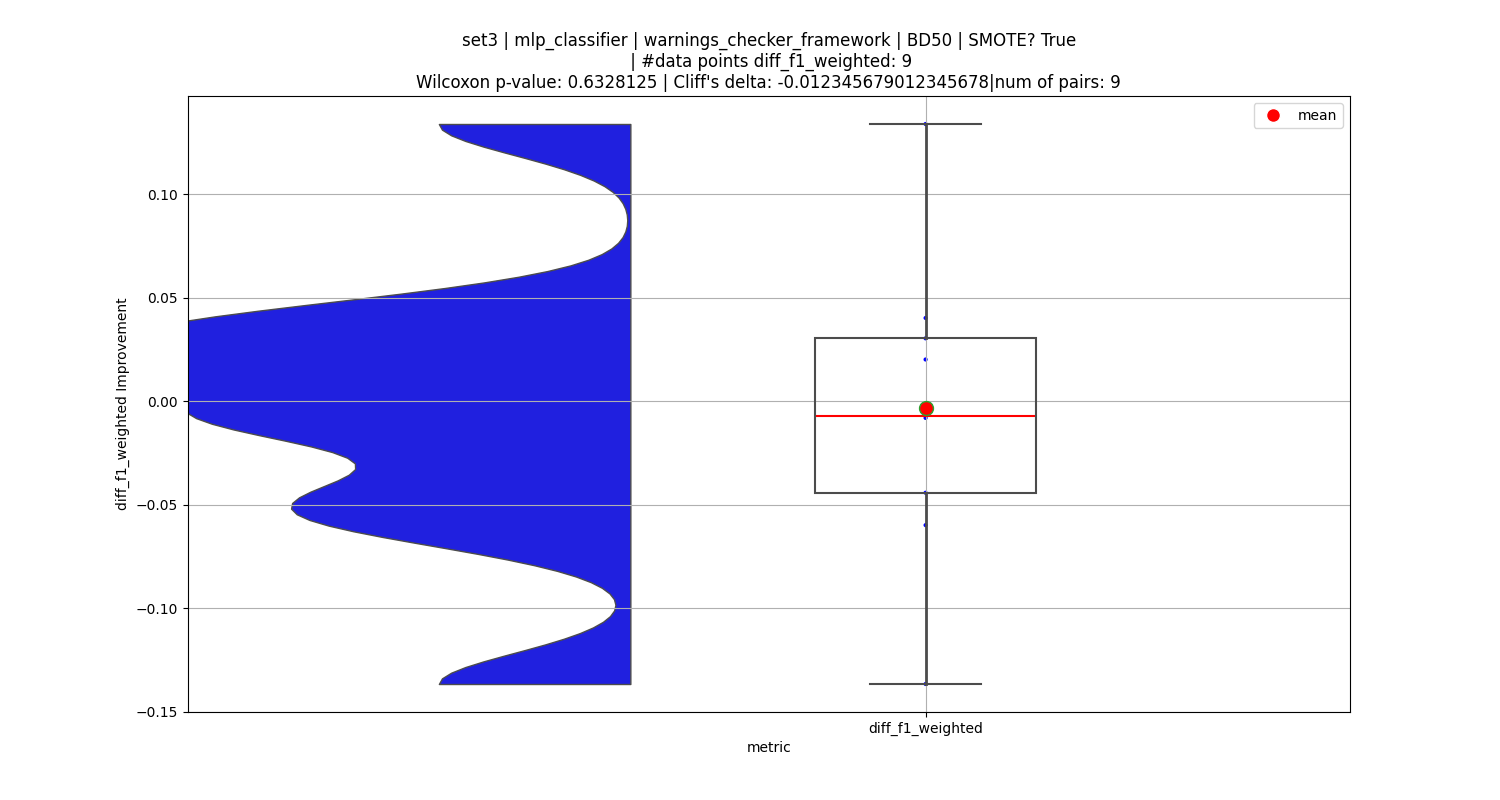 set3 | mlp_classifier | warnings_checker_framework | BD50 | SMOTE? True
| #data points diff_f1_weighted: 9
Wilcoxon p-value: 0.6328125 | Cliff's delta: -0.012345679012345678|num of pairs: 9
mean
0.10
0.05
0.00
−0.05
−0.10
−0.15
diff_f1_weighted Improvement
diff_f1_weighted
metric